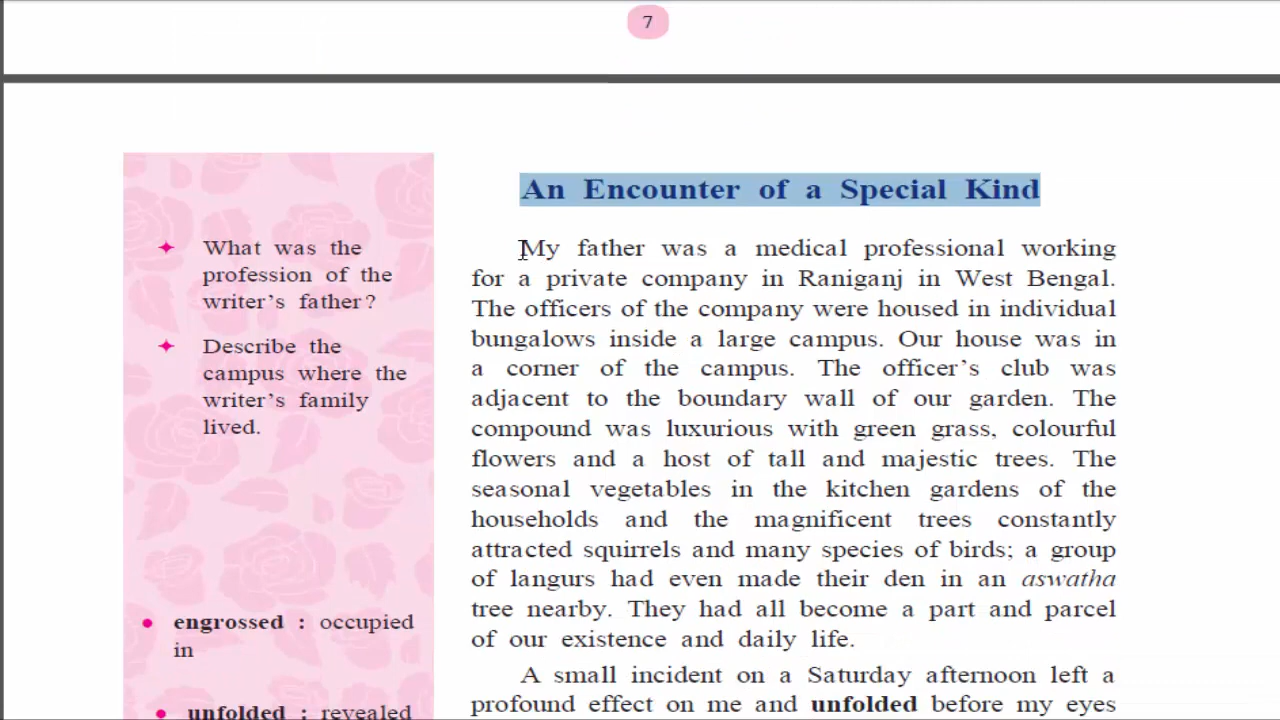 7
What was the
profession of the
writer's father?
Describe the
campus where the
writer's family
lived.
engrossed : occupied
in
unfolded : revealed
An Encounter of a Special Kind
My father was a medical professional working
for a private company in Raniganj in West Bengal.
The officers of the company were housed in individual
bungalows inside a large campus. Our house was in
a corner of the campus. The officer's club was
adjacent to the boundary wall of our garden. The
compound was luxurious with green grass, colourful
flowers and a host of tall and majestic trees. The
seasonal vegetables in the kitchen gardens of the
households and the magnificent trees constantly
attracted squirrels and many species of birds; a group
of langurs had even made their den in an aswatha
tree nearby. They had all become a part and parcel
of our existence and daily life.
A small incident on a Saturday afternoon left a
profound effect on me and unfolded before my eyes